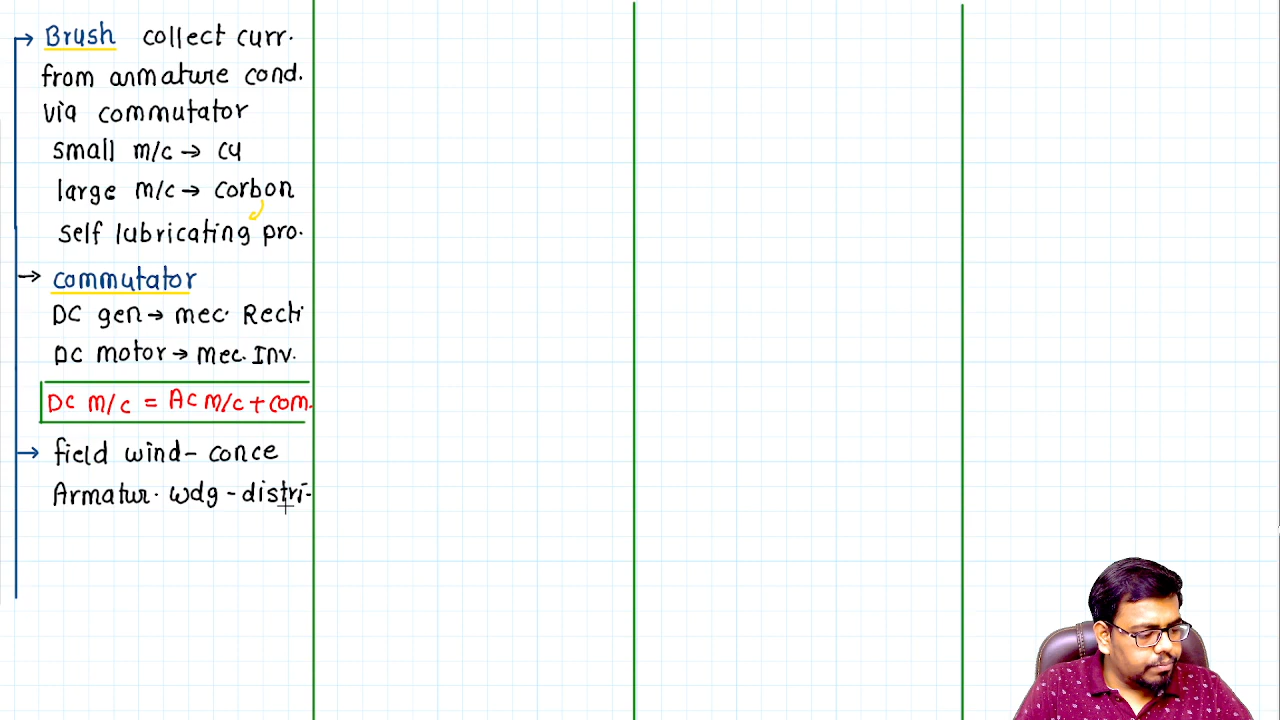 → Brush collect curr.
from armature cond.
via commutator
small m/c → cu
large m/c → corbon
self lubricating pro.
→ commutator
DC gen → mec. Recti
DC motor → mec. Inv.
DC m/c = AC m/c + com.
→ field wind - conce
Armatur. wdg - distri-